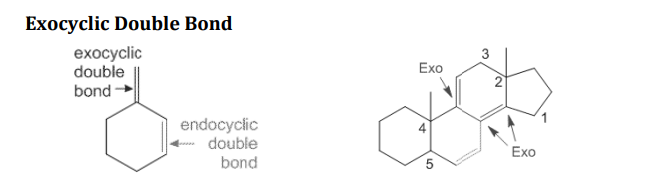 Exocyclic Double Bond
exocyclic
double
bond
endocyclic
double
bond
3
Exo
2
1
4
Exo
5